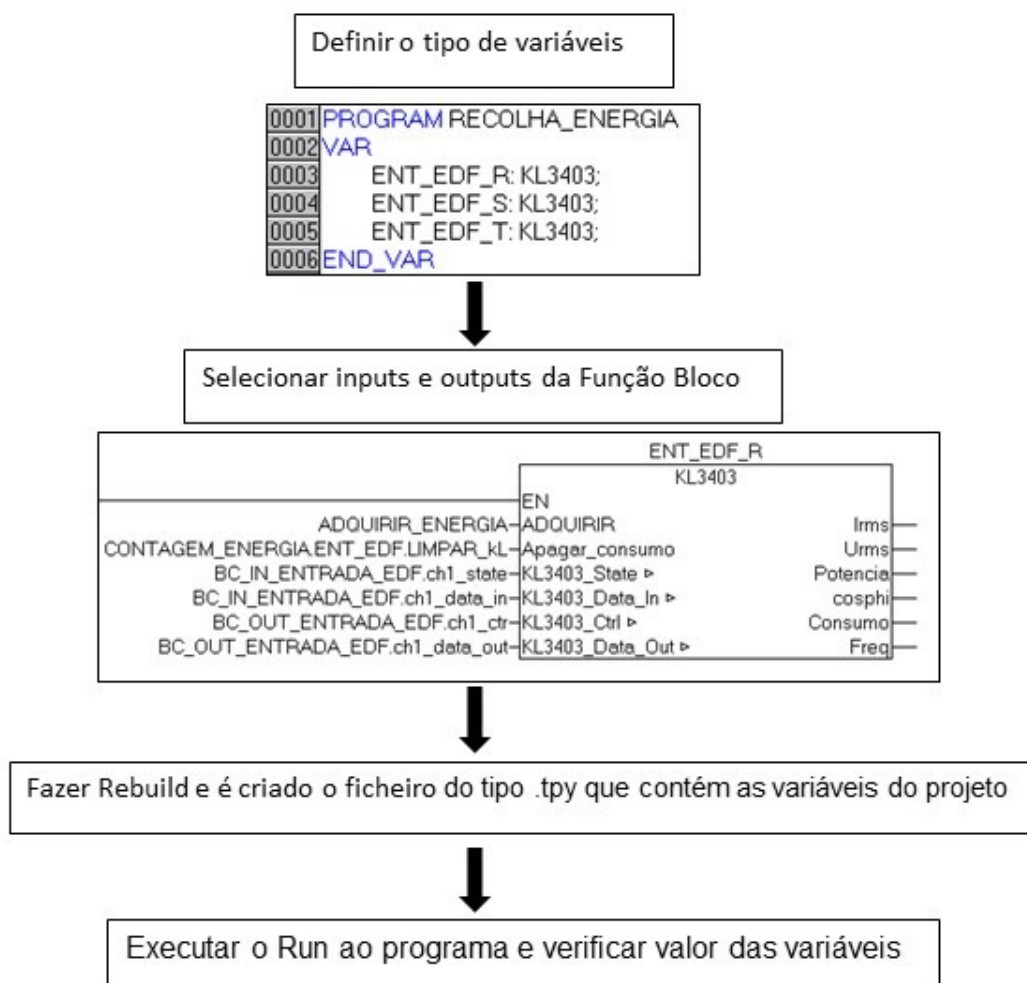 Definir o tipo de variáveis
0001 PROGRAM RECOLHA_ENERGIA
0002 VAR
0003 ENT_EDF_R: KL3403;
0004 ENT_EDF_S: KL3403;
0005 ENT_EDF_T: KL3403;
0006 END_VAR
Selecionar inputs e outputs da Função Bloco
ENT_EDF_R
KL3403
EN
ADQUIRIR_ENERGIA ADQUIRIR Irms
CONTAGEM_ENERGIA.ENT_EDF.LIMPAR_kL Apagar_consumo Urms
BC_IN_ENTRADA_EDF.ch1_state KL3403_State Potencia
BC_IN_ENTRADA_EDF.ch1_data_in KL3403_Data_In cosphi
BC_OUT_ENTRADA_EDF.ch1_ctr KL3403_Ctrl Consumo
BC_OUT_ENTRADA_EDF.ch1_data_out KL3403_Data_Out Freq
Fazer Rebuild e é criado o ficheiro do tipo .tpy que contém as variáveis do projeto
Executar o Run ao programa e verificar valor das variáveis